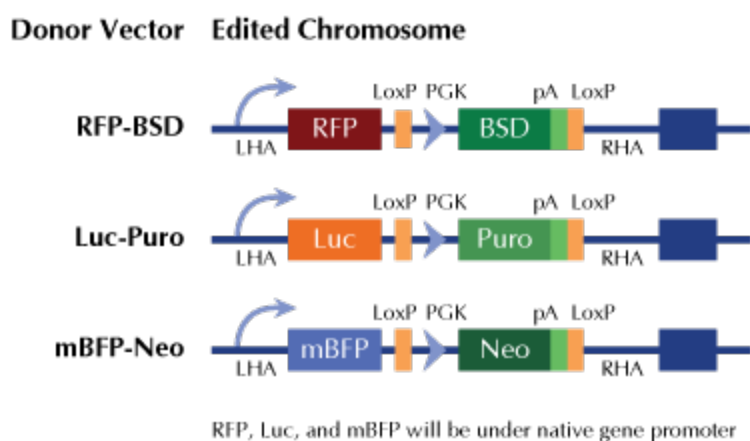 Donor Vector Edited Chromosome
LoxP PGK pA LoxP
RFP-BSD RFP BSD
LHA RHA
LoxP PGK pA LoxP
Luc-Puro Luc Puro
LHA RHA
LoxP PGK pA LoxP
mBFP-Neo mBFP Neo
LHA RHA
RFP, Luc, and mBFP will be under native gene promoter